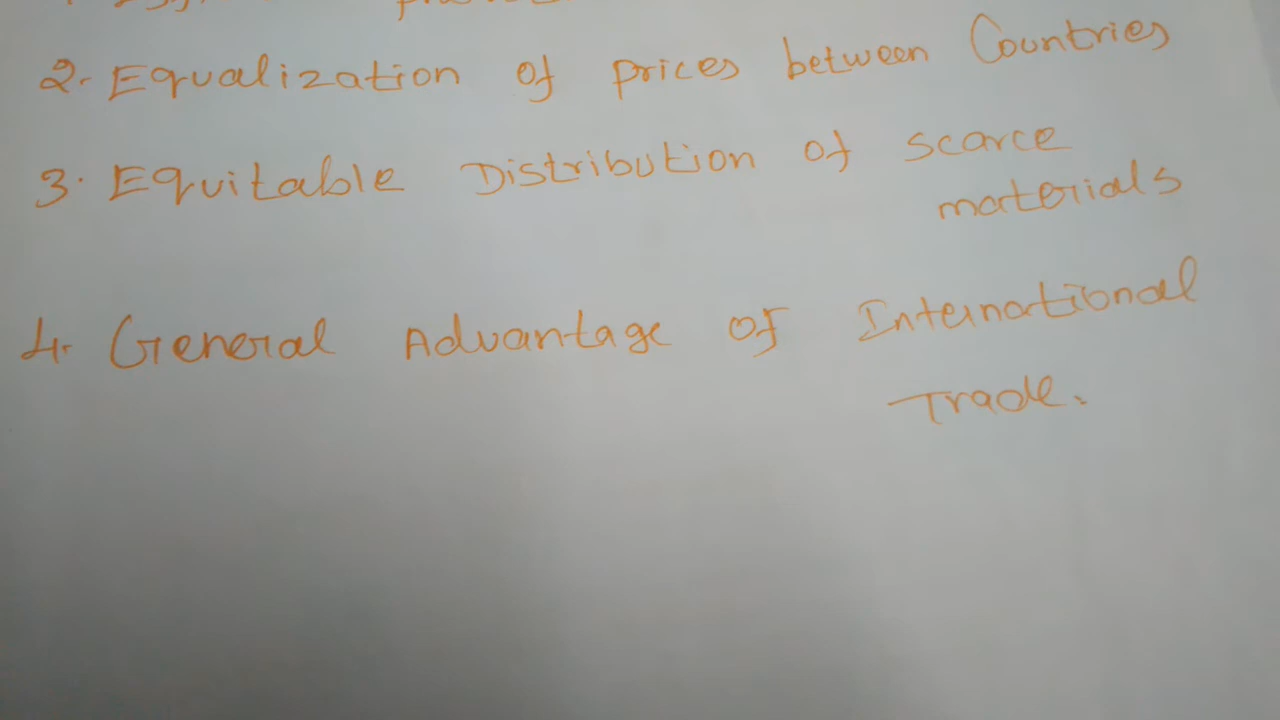 2. Equalization of prices between Countries
3. Equitable Distribution of scarce
materials
4. General Advantage of International
Trade.